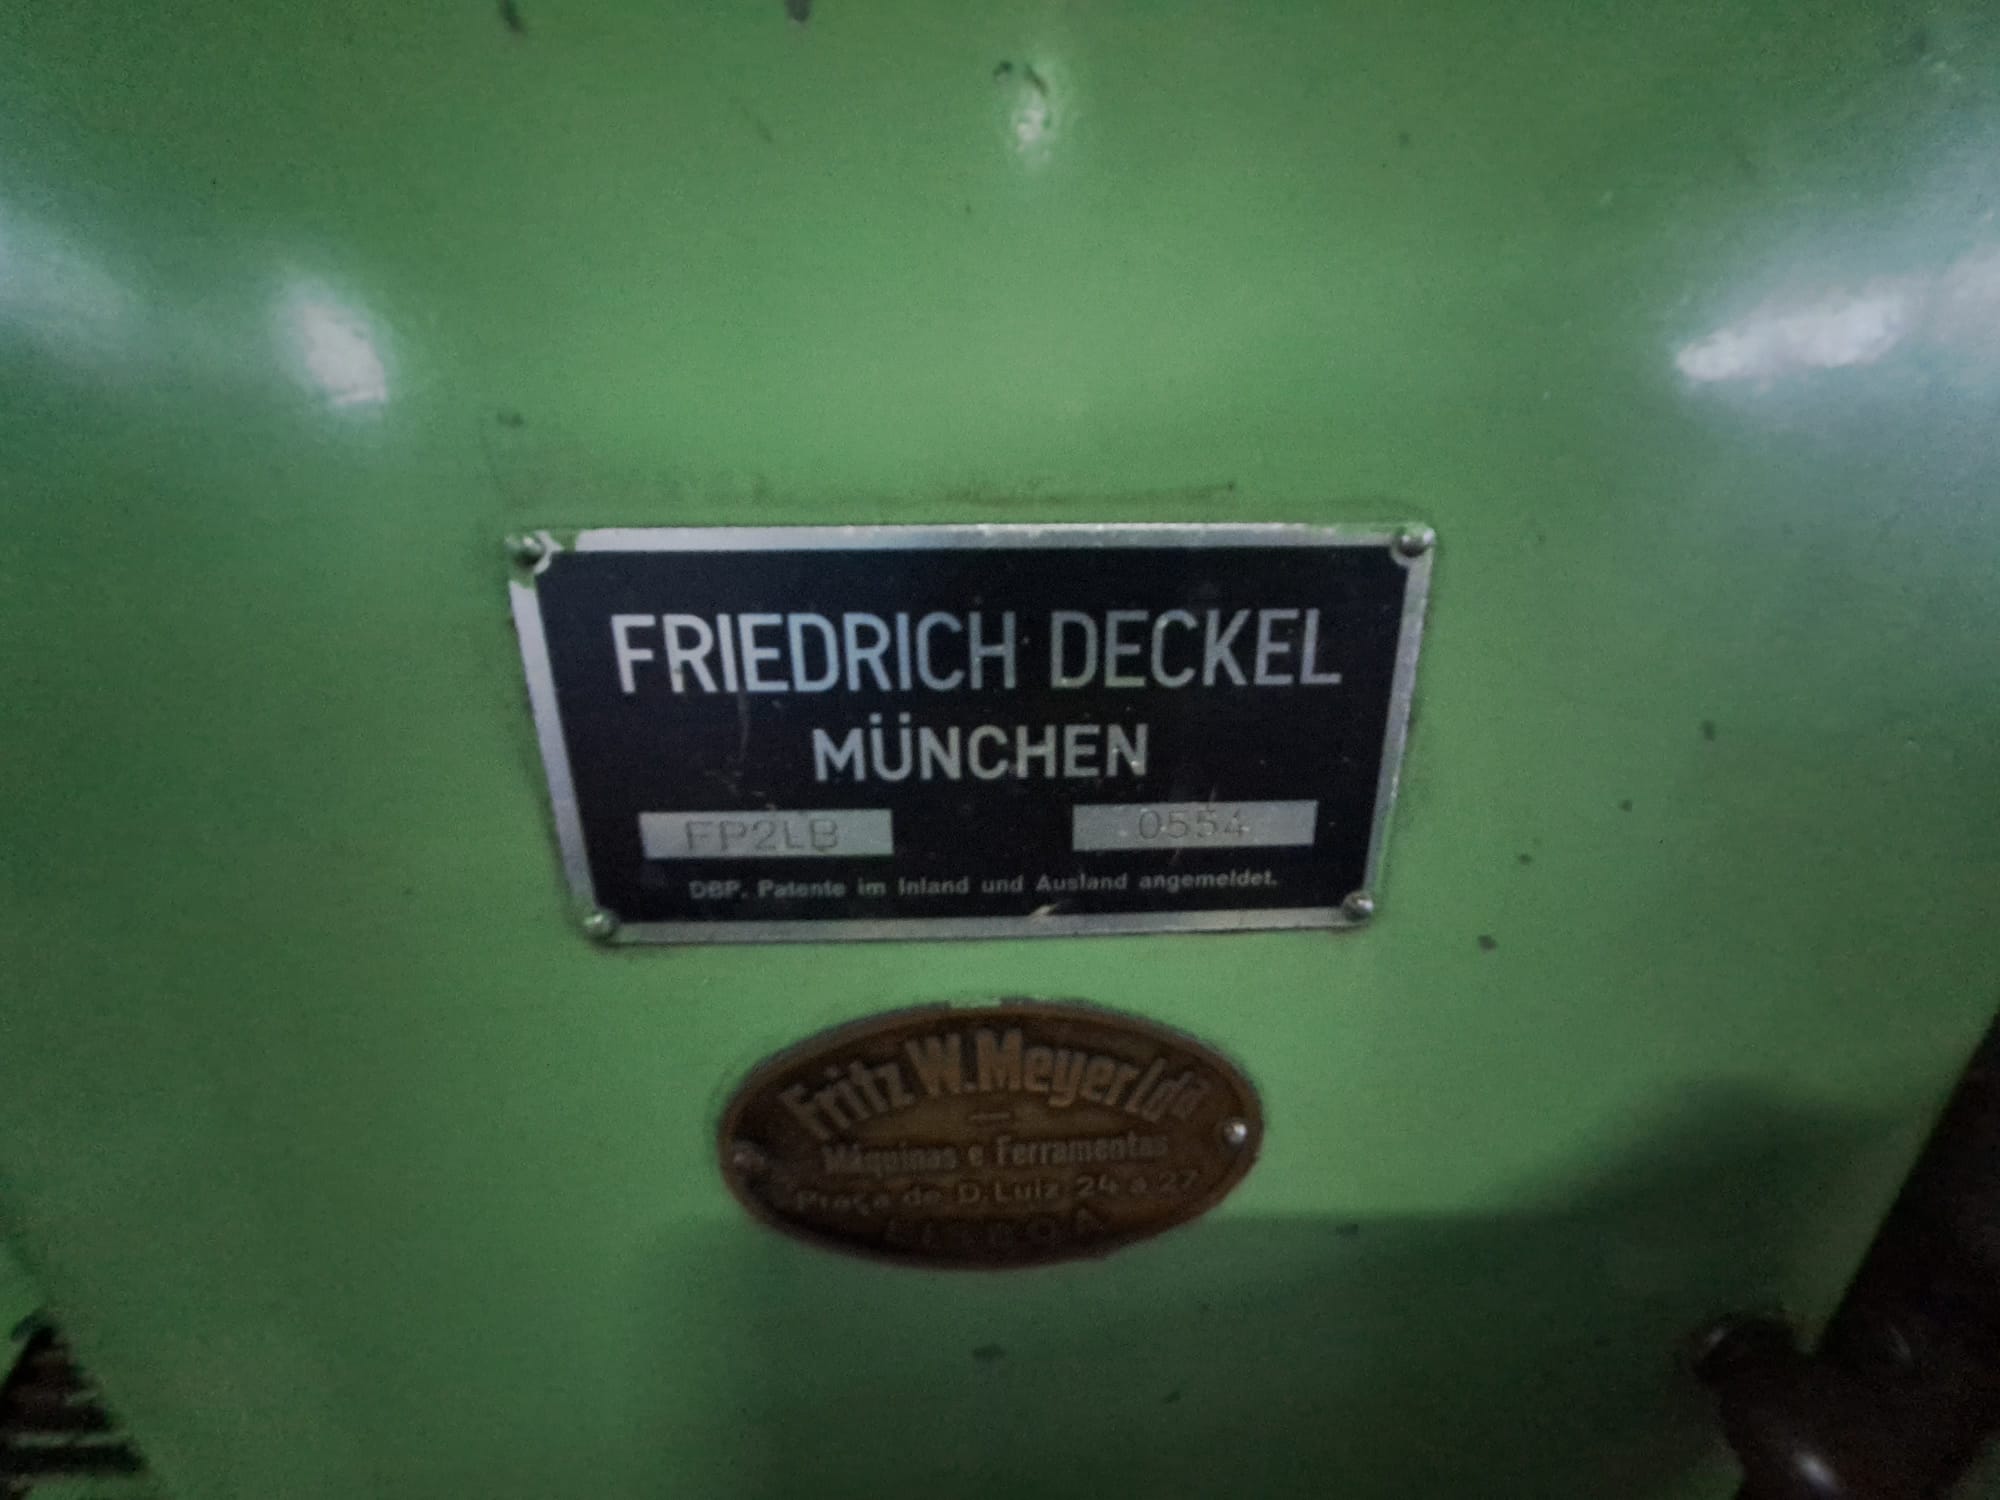 FRIEDRICH DECKEL
MÜNCHEN
FP2LB 0554
DBP. Patente im Inland und Ausland angemeldet.
Fritz W. Meyer Lda
Máquinas e Ferramentas
Praça de D. Luiz 24 a 27
LISBOA